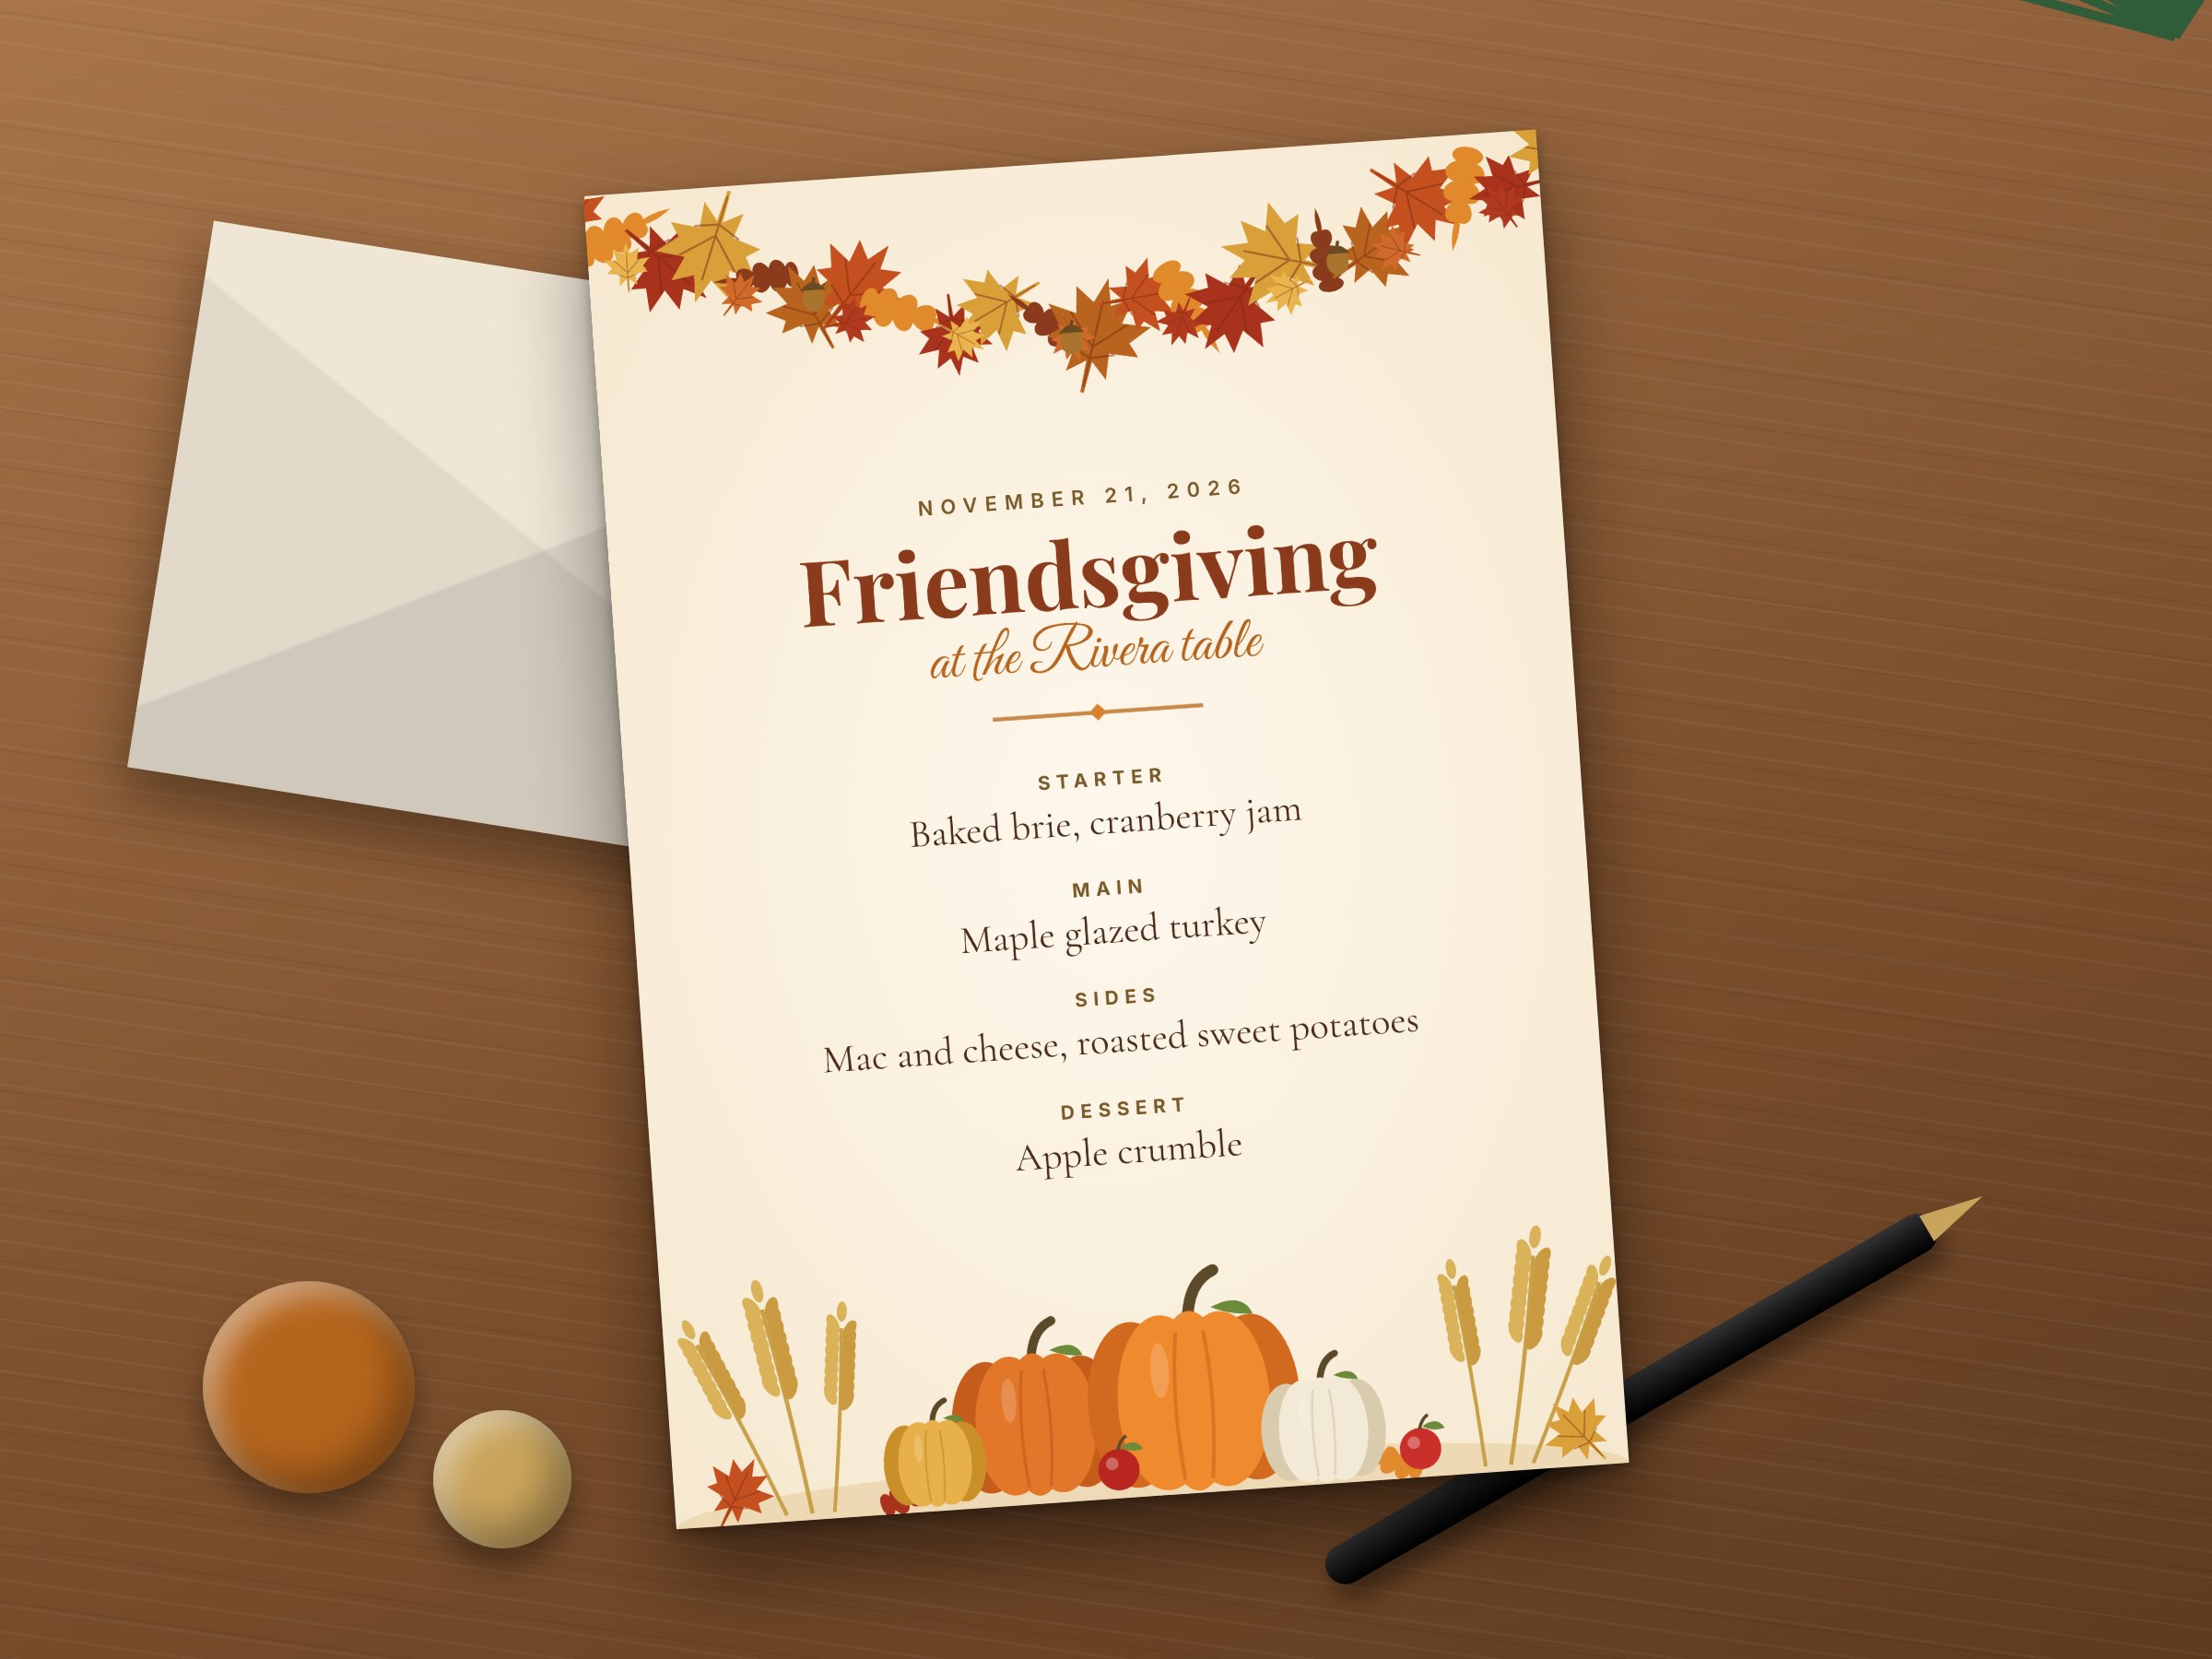 NOVEMBER 21, 2026
Friendsgiving
at the Rivera table
STARTER
Baked brie, cranberry jam
MAIN
Maple glazed turkey
SIDES
Mac and cheese, roasted sweet potatoes
DESSERT
Apple crumble